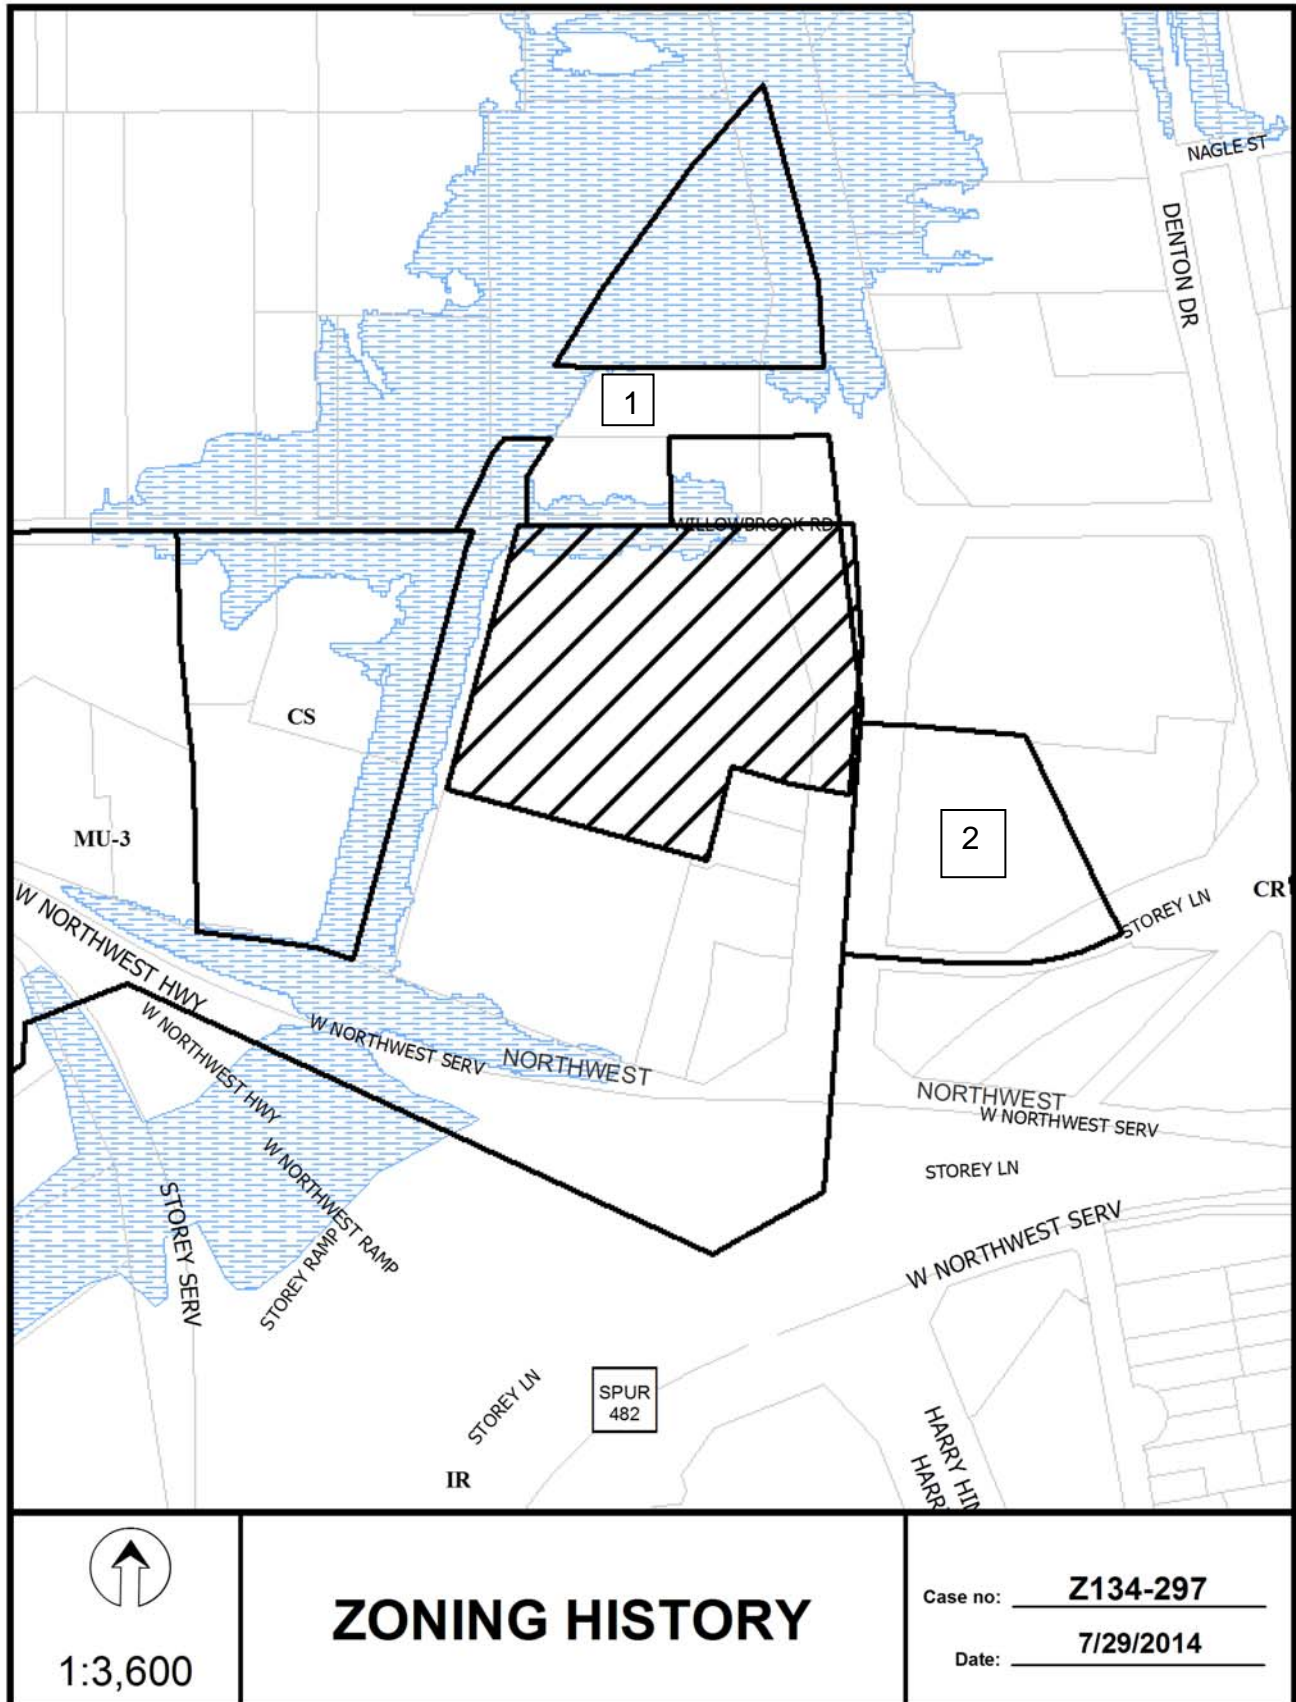 NAGLE ST
DENTON DR
1
WILLOWBROOK RD
CS
2
MU-3
CR
STOREY LN
W NORTHWEST HWY
W NORTHWEST HWY
W NORTHWEST SERV
NORTHWEST
NORTHWEST
W NORTHWEST SERV
W NORTHWEST RAMP
STOREY LN
STOREY SERV
STOREY RAMP
W NORTHWEST SERV
STOREY LN
SPUR
482
HARRY HIN
HARR
IR
1:3,600
ZONING HISTORY
Case no: Z134-297
Date: 7/29/2014